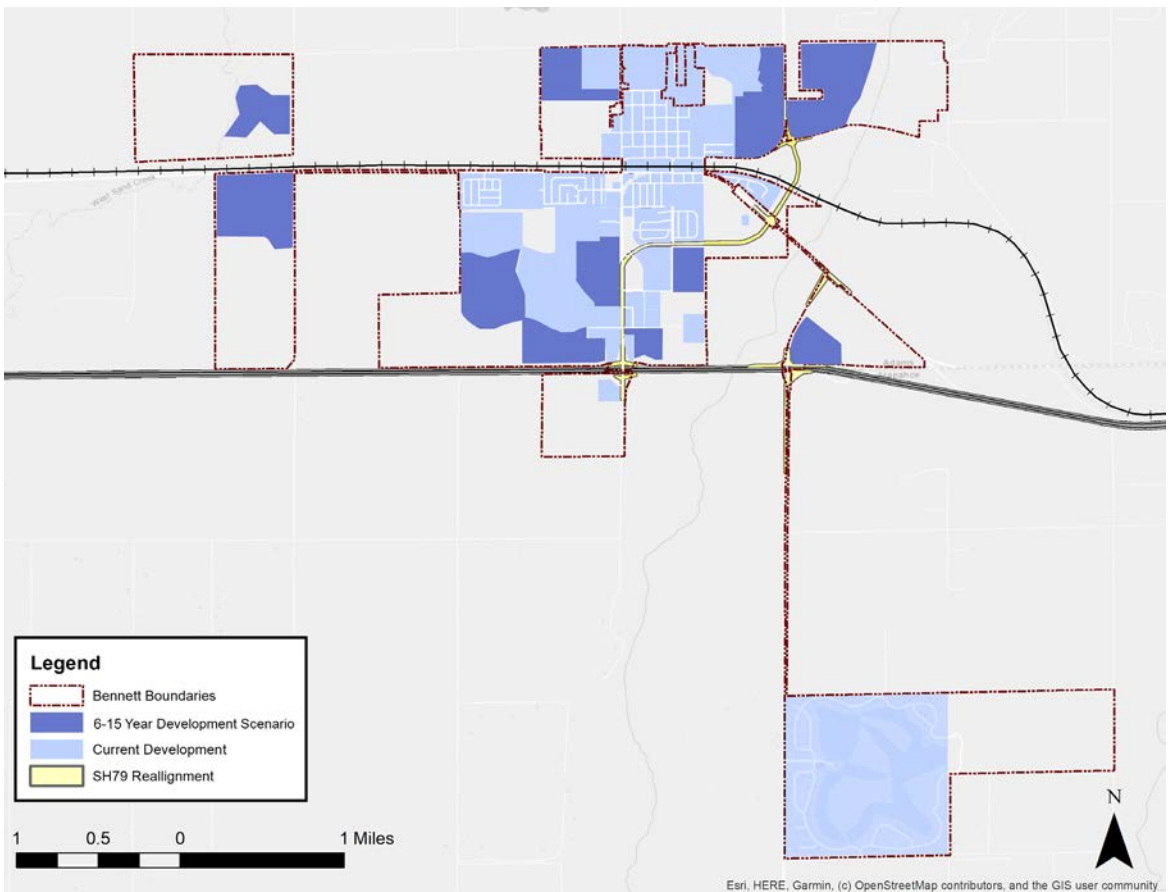 West Sand Creek
Adams
Arapahoe
Legend
Bennett Boundaries
6-15 Year Development Scenario
Current Development
SH79 Reallignment
1 0.5 0 1 Miles
N
Esri, HERE, Garmin, (c) OpenStreetMap contributors, and the GIS user community